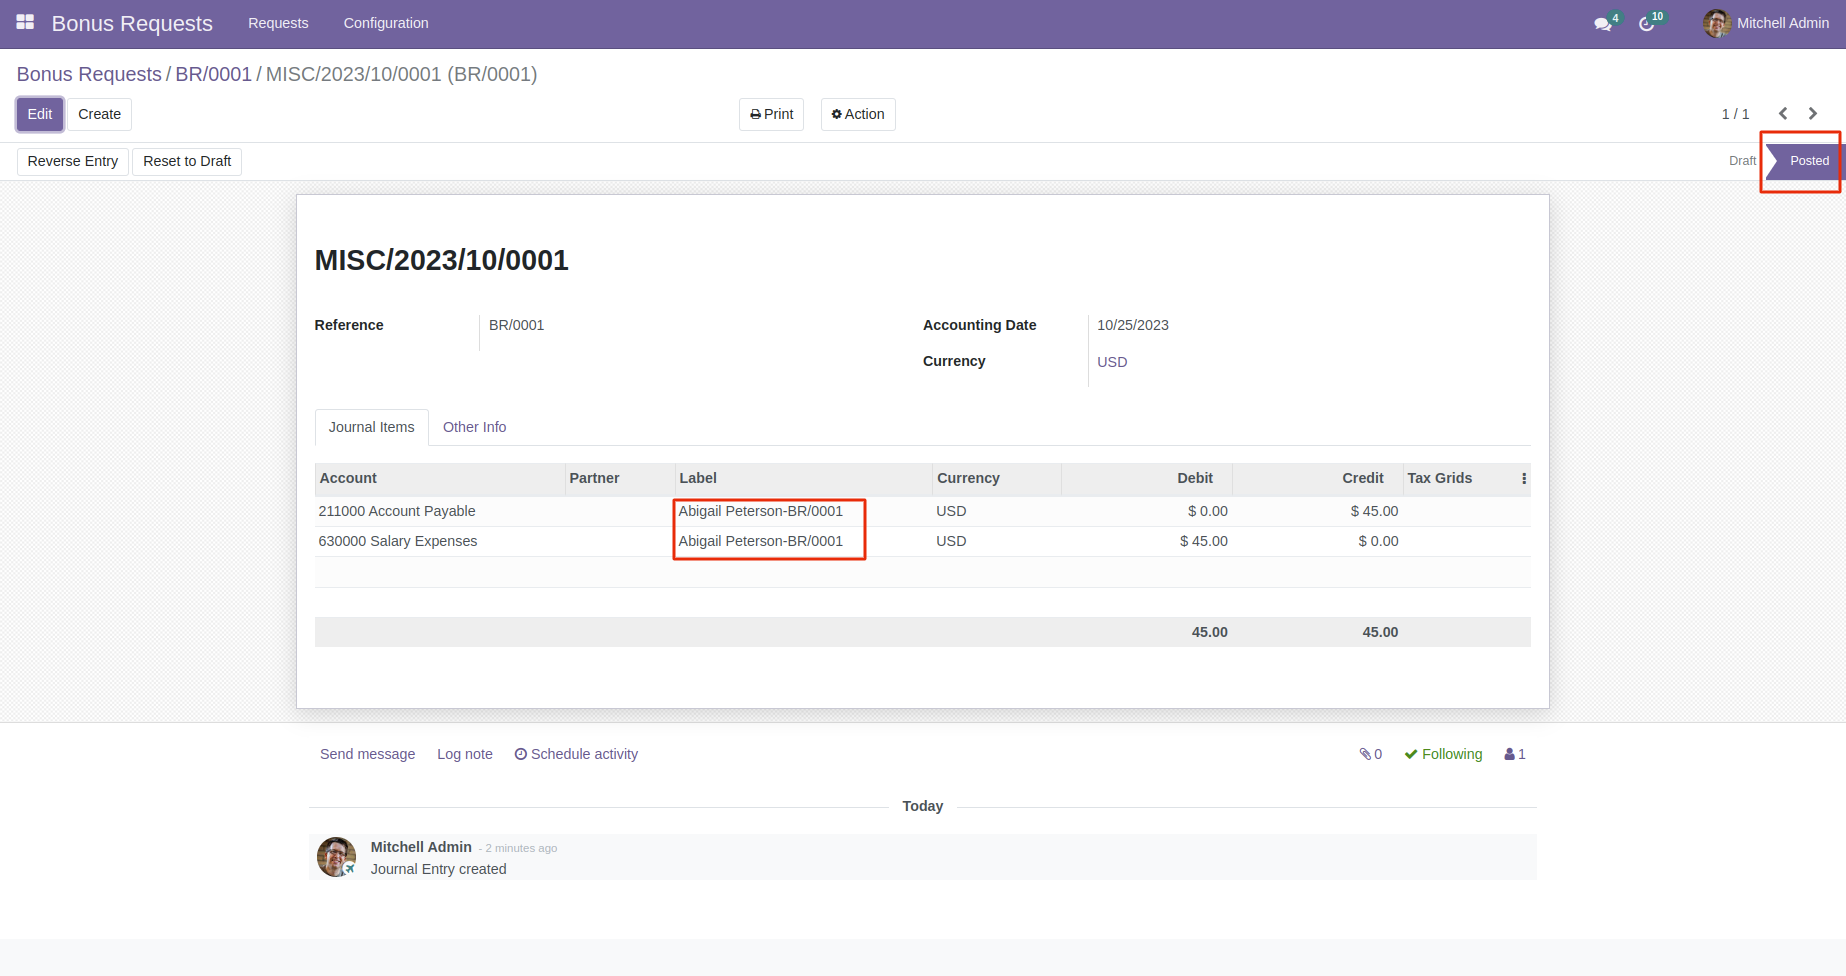 Bonus Requests Requests Configuration 4 10 Mitchell Admin
Bonus Requests / BR/0001 / MISC/2023/10/0001 (BR/0001)
Edit Create Print Action 1 / 1
Reverse Entry Reset to Draft Draft Posted
MISC/2023/10/0001
Reference BR/0001 Accounting Date 10/25/2023
Currency USD
Journal Items Other Info
Account Partner Label Currency Debit Credit Tax Grids
211000 Account Payable Abigail Peterson-BR/0001 USD $ 0.00 $ 45.00
630000 Salary Expenses Abigail Peterson-BR/0001 USD $ 45.00 $ 0.00
45.00 45.00
Send message Log note Schedule activity 0 Following 1
Today
Mitchell Admin - 2 minutes ago
Journal Entry created